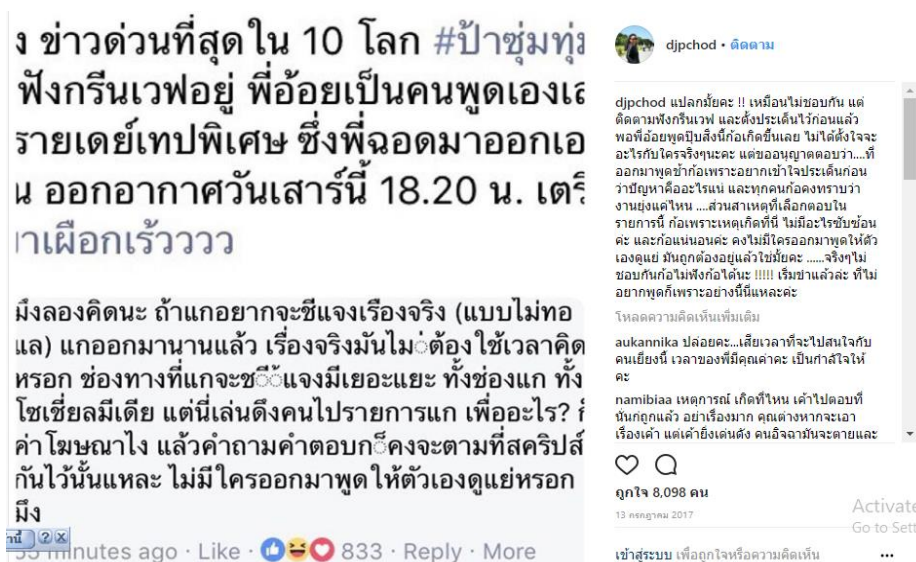 ง ข่าวด่วนที่สุดใน 10 โลก #ป้าซุ่มทุ่ม
ฟังกรีนเวฟอยู่ พี่อ้อยเป็นคนพูดเองเล
รายเดย์เทปพิเศษ ซึ่งพี่ฉอดมาออกเอ
น ออกอากาศวันเสาร์นี้ 18.20 น. เตรี
าเผือกเร้วววว
มึงลองคิดนะ ถ้าแกอยากจะชีแจงเรื่องจริง (แบบไม่ทอ
แล) แกออกมานานแล้ว เรื่องจริงมันไม่ต้องใช้เวลาคิด
หรอก ช่องทางที่แกจะชี้แจงมีเยอะแยะ ทั้งช่องแก ทั้ง
โซเชี่ยลมีเดีย แต่นี่เล่นดึงคนไปรายการแก เพื่ออะไร? ก็
ค่าโฆษณาไง แล้วคำถามคำตอบก็คงจะตามที่สคริปส์
กันไว้นั้นแหละ ไม่มีใครออกมาพูดให้ตัวเองดูแย่หรอก
มึง
minutes ago · Like · 833 · Reply · More
djpchod • ติดตาม
djpchod แปลกมั้ยคะ !! เหมือนไม่ชอบกัน แต่
ติดตามฟังกรีนเวฟ และตั้งประเด็นไว้ก่อนแล้ว
พอพี่อ้อยพูดปุ๊บสิ่งนี้ก้อเกิดขึ้นเลย ไม่ได้ตั้งใจจะ
อะไรกับใครจริงๆนะคะ แต่ขออนุญาตตอบว่า....ที่
ออกมาพูดช้าก้อเพราะอยากเข้าใจประเด็นก่อน
ว่าปัญหาคืออะไรแน่ และทุกคนก้อคงทราบว่า
งานยุ่งแค่ไหน ....ส่วนสาเหตุที่เลือกตอบใน
รายการนี้ ก้อเพราะเหตุเกิดที่นี่ ไม่มีอะไรซับซ้อน
ค่ะ และก้อแน่นอนค่ะ คงไม่มีใครออกมาพูดให้ตัว
เองดูแย่ มันถูกต้องอยู่แล้วใช่มั้ยคะ ......จริงๆไม่
ชอบกันก้อไม่ฟังก้อได้นะ !!!!! เริ่มขำแล้วล่ะ ที่ไม่
อยากพูดก็เพราะอย่างนี้นี่แหละค่ะ
โหลดความคิดเห็นเพิ่มเติม
aukannika ปล่อยคะ...เสียเวลาที่จะไปสนใจกับ
คนเยี่ยงนี้ เวลาของพี่มีคุณค่าคะ เป็นกำลังใจให้
คะ
namibiaa เหตุการณ์ เกิดที่ไหน เค้าไปตอบที่
นั่นก่ถูกแล้ว อย่าเรื่องมาก คุณต่างหากจะเอา
เรื่องเค้า แต่เค้ายิ่งเด่นดัง คนอิจฉามันจะตายและ
ถูกใจ 8,098 คน
13 กรกฎาคม 2017
Activate
Go to Sett
เข้าสู่ระบบ เพื่อถูกใจหรือความคิดเห็น